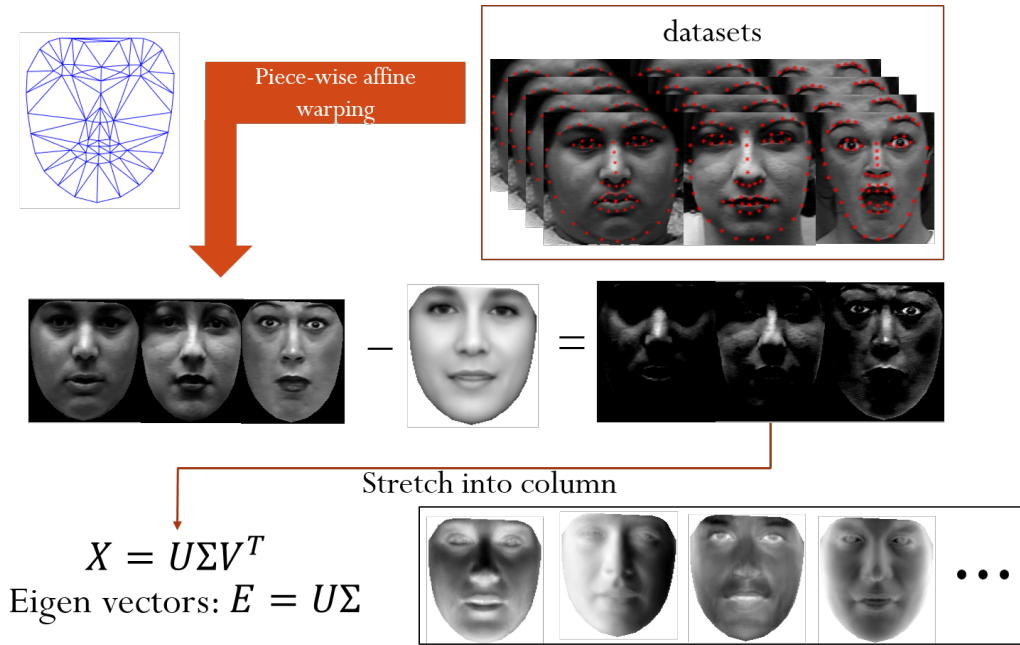 datasets
Piece-wise affine
warping
−
=
Stretch into column
X = UΣV^T
Eigen vectors: E = UΣ
•••